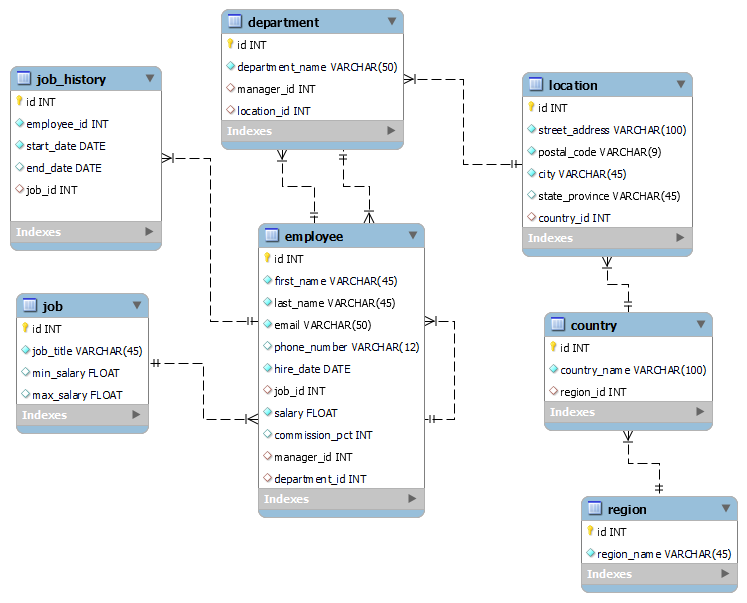 department
id INT
department_name VARCHAR(50)
manager_id INT
location_id INT
Indexes
job_history
id INT
employee_id INT
start_date DATE
end_date DATE
job_id INT
Indexes
location
id INT
street_address VARCHAR(100)
postal_code VARCHAR(9)
city VARCHAR(45)
state_province VARCHAR(45)
country_id INT
Indexes
employee
id INT
first_name VARCHAR(45)
last_name VARCHAR(45)
email VARCHAR(50)
phone_number VARCHAR(12)
hire_date DATE
job_id INT
salary FLOAT
commission_pct INT
manager_id INT
department_id INT
Indexes
job
id INT
job_title VARCHAR(45)
min_salary FLOAT
max_salary FLOAT
Indexes
country
id INT
country_name VARCHAR(100)
region_id INT
Indexes
region
id INT
region_name VARCHAR(45)
Indexes